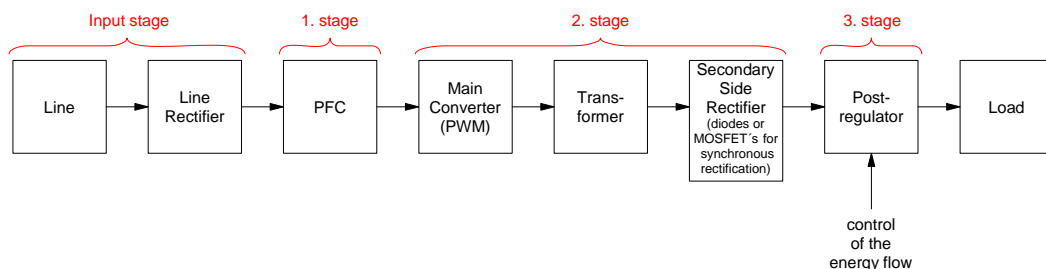 Input stage
1. stage
2. stage
3. stage
Line
Line
Rectifier
PFC
Main
Converter
(PWM)
Trans-
former
Secondary
Side
Rectifier
(diodes or
MOSFET´s for
synchronous
rectification)
Post-
regulator
Load
control
of the
energy flow